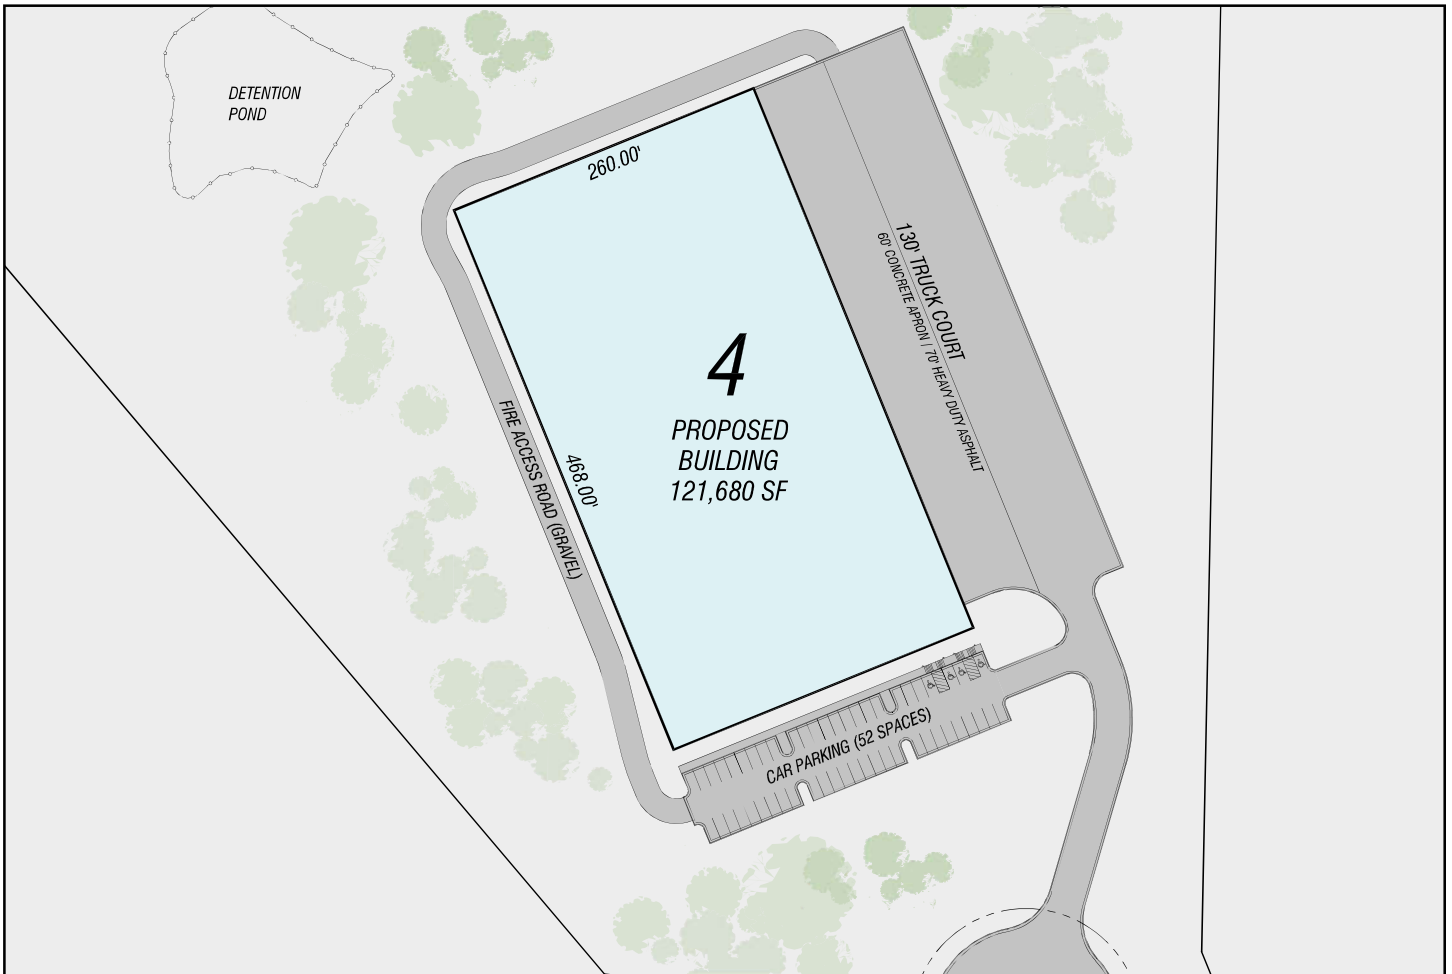 DETENTION
POND
260.00'
130' TRUCK COURT
60' CONCRETE APRON / 70' HEAVY DUTY ASPHALT
4
PROPOSED
BUILDING
121,680 SF
FIRE ACCESS ROAD (GRAVEL)
468.00'
CAR PARKING (52 SPACES)